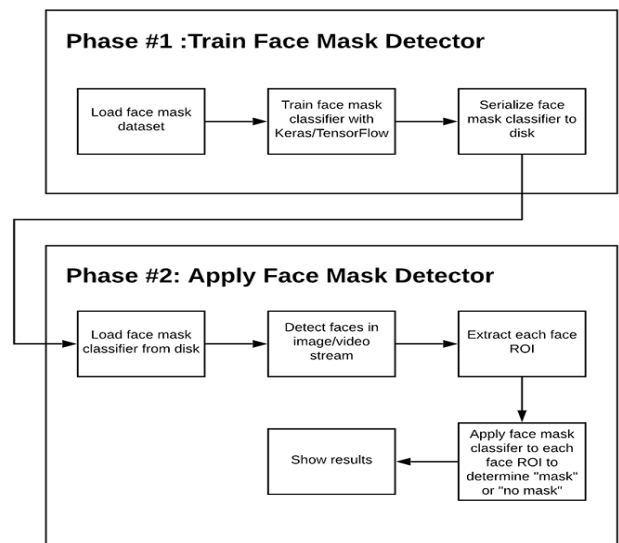 Phase #1 :Train Face Mask Detector
Load face mask
dataset
Train face mask
classifier with
Keras/TensorFlow
Serialize face
mask classifier to
disk
Phase #2: Apply Face Mask Detector
Load face mask
classifier from disk
Detect faces in
image/video
stream
Extract each face
ROI
Apply face mask
classifer to each
face ROI to
determine "mask"
or "no mask"
Show results